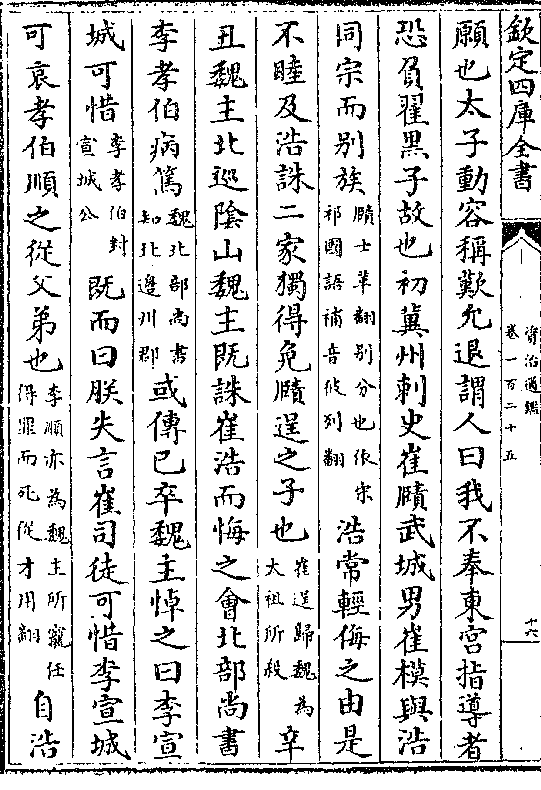 欽定四庫全書
資治通鑑
卷一百二十五
十六
願也太子動容稱歎允退謂人曰我不奉東宮指導者
恐負翟黑子故也初冀州刺史崔賾武城男崔模與浩
同宗而别族賾士革翻别分也依宋祁國語補音彼列翻浩常輕侮之由是
不睦及浩誅二家獨得免賾逞之子也崔逞歸魏為太祖所殺辛
丑魏主北巡隂山魏主既誅崔浩而悔之會北部尚書
李孝伯病篤魏北部尚書知北邊州郡或傳已卒魏主悼之曰李宣
城可惜李孝伯封宣城公既而曰朕失言崔司徒可惜李宣城
可哀孝伯順之從父弟也李順亦為魏主所寵任得罪而死從才用翻自浩